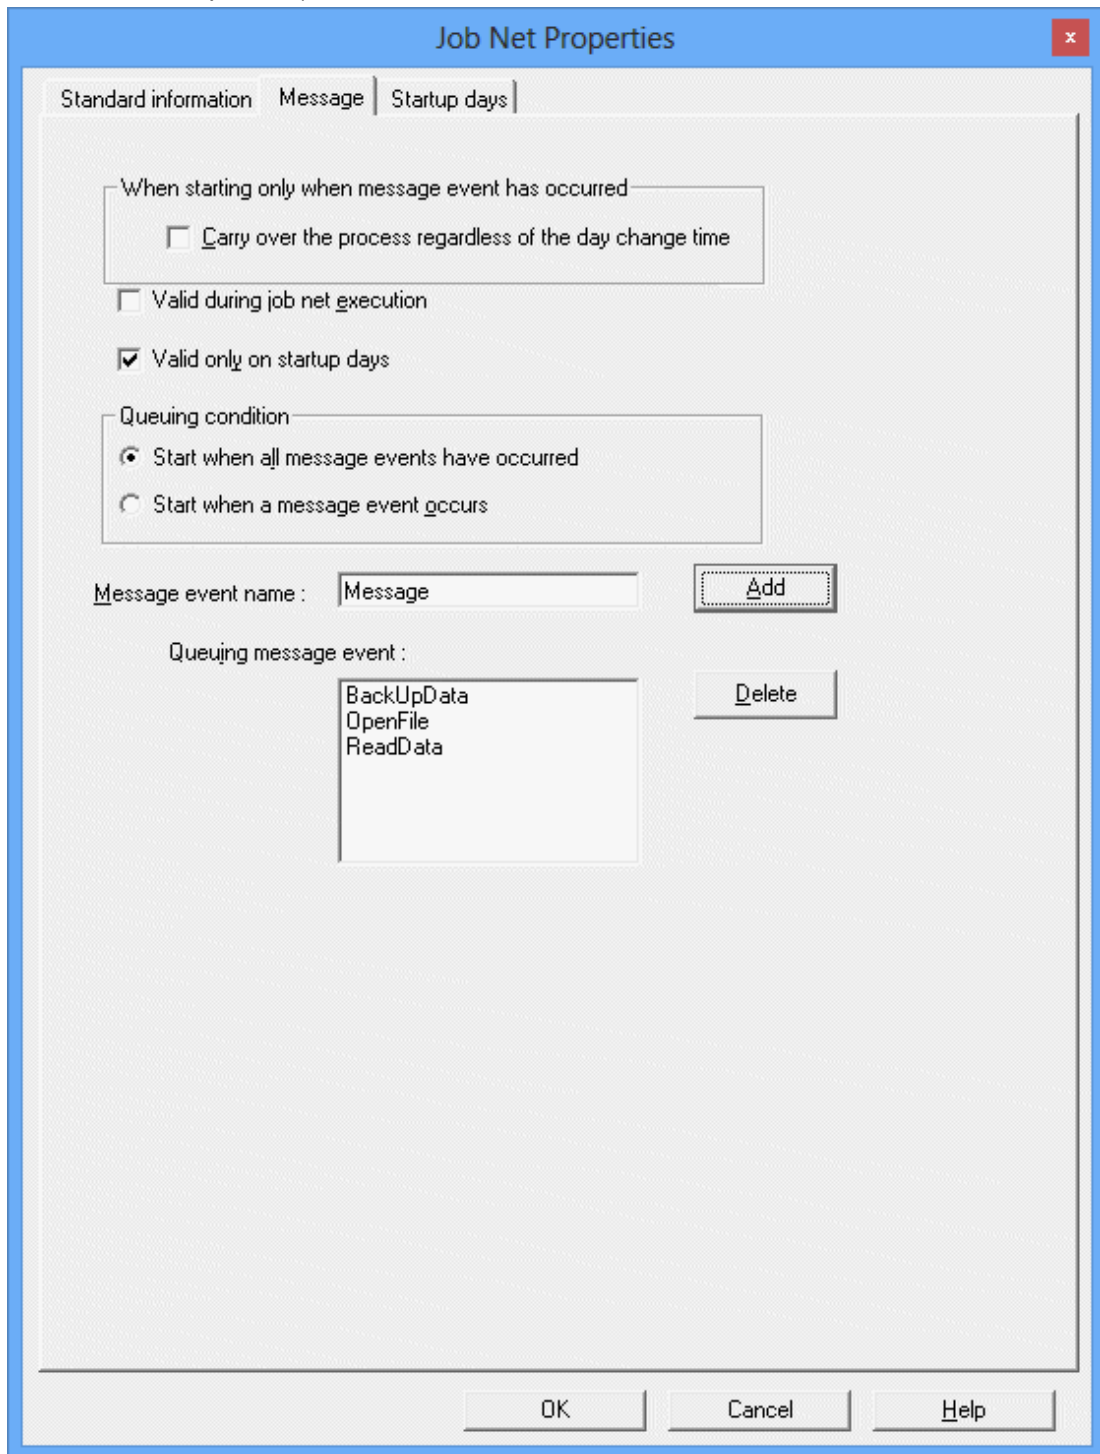 Job Net Properties
x
Standard information Message Startup days
When starting only when message event has occurred
Carry over the process regardless of the day change time
Valid during job net execution
Valid only on startup days
Queuing condition
Start when all message events have occurred
Start when a message event occurs
Message event name : Message Add
Queuing message event :
BackUpData Delete
OpenFile
ReadData
OK Cancel Help